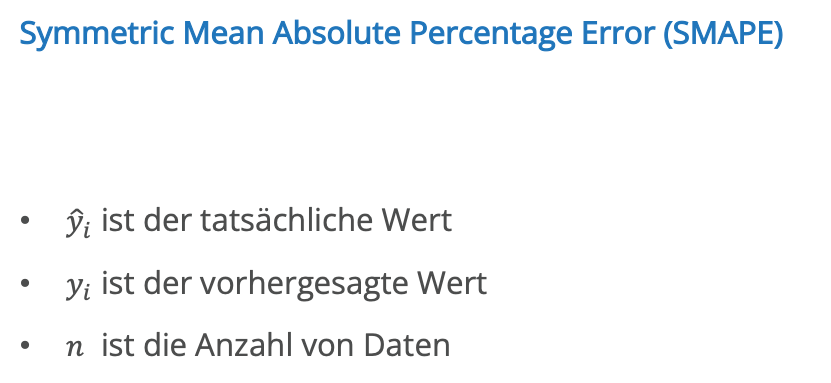 Symmetric Mean Absolute Percentage Error (SMAPE)
• ŷᵢ ist der tatsächliche Wert
• yᵢ ist der vorhergesagte Wert
• n ist die Anzahl von Daten